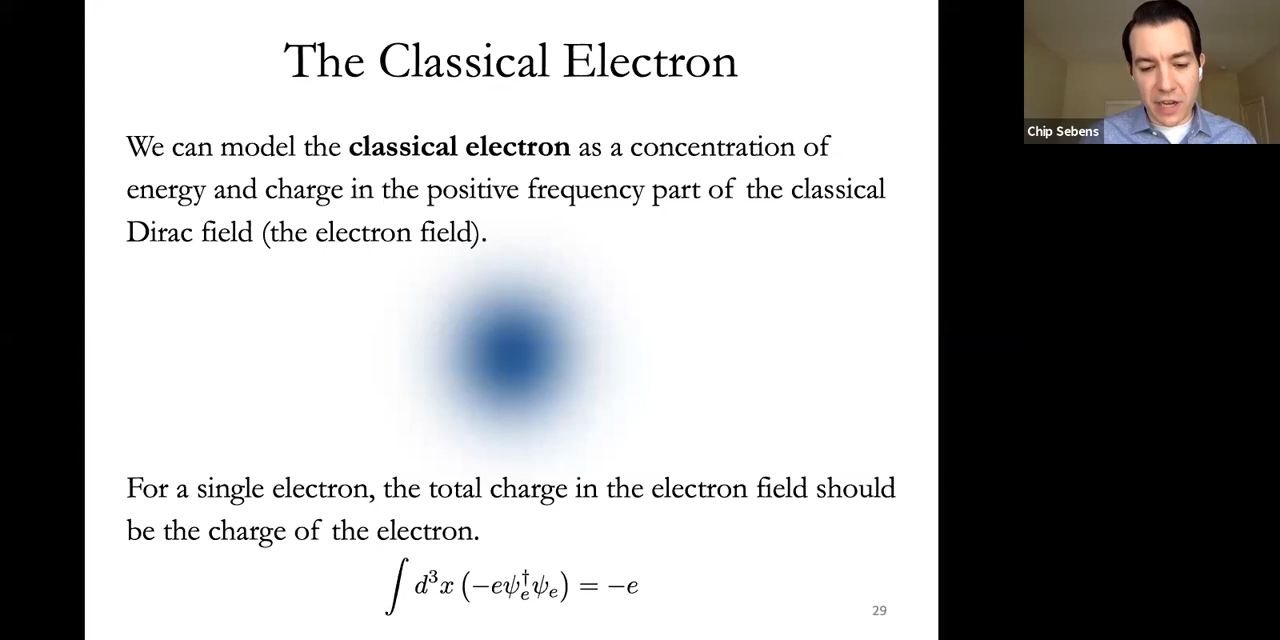 The Classical Electron
We can model the classical electron as a concentration of
energy and charge in the positive frequency part of the classical
Dirac field (the electron field).
For a single electron, the total charge in the electron field should
be the charge of the electron.
∫ d³x (−eψₑ†ψₑ) = −e
29
Chip Sebens